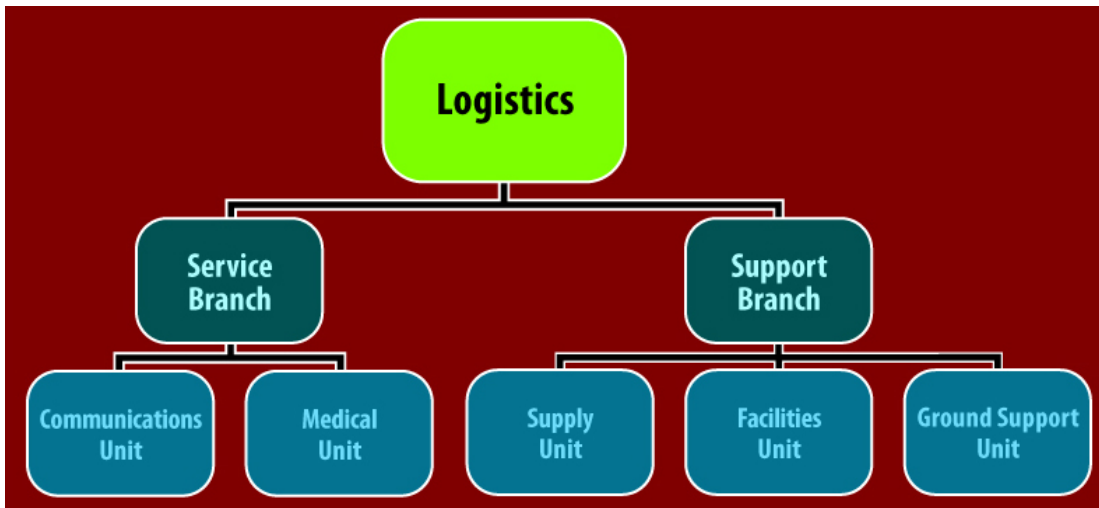 Logistics
Service
Branch
Support
Branch
Communications
Unit
Medical
Unit
Supply
Unit
Facilities
Unit
Ground Support
Unit